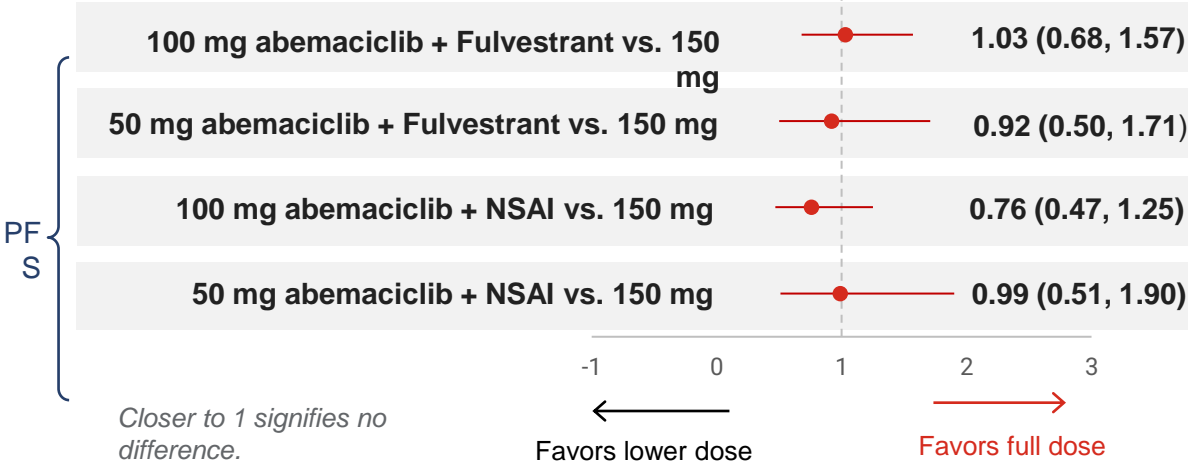 100 mg abemaciclib + Fulvestrant vs. 150
mg
1.03 (0.68, 1.57)
50 mg abemaciclib + Fulvestrant vs. 150 mg
0.92 (0.50, 1.71)
100 mg abemaciclib + NSAI vs. 150 mg
0.76 (0.47, 1.25)
PF
S
50 mg abemaciclib + NSAI vs. 150 mg
0.99 (0.51, 1.90)
-1 0 1 2 3
Closer to 1 signifies no
difference.
Favors lower dose
Favors full dose